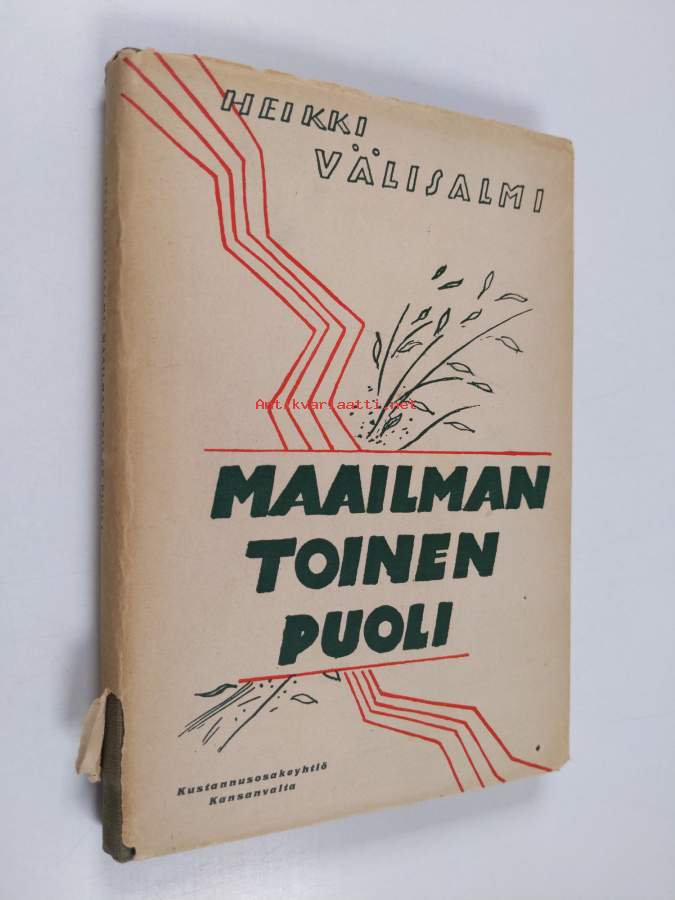 HEIKKI
VÄLISALMI
Antikvariaatti.net
MAAILMAN
TOINEN
PUOLI
Kustannusosakeyhtiö
Kansanvalta